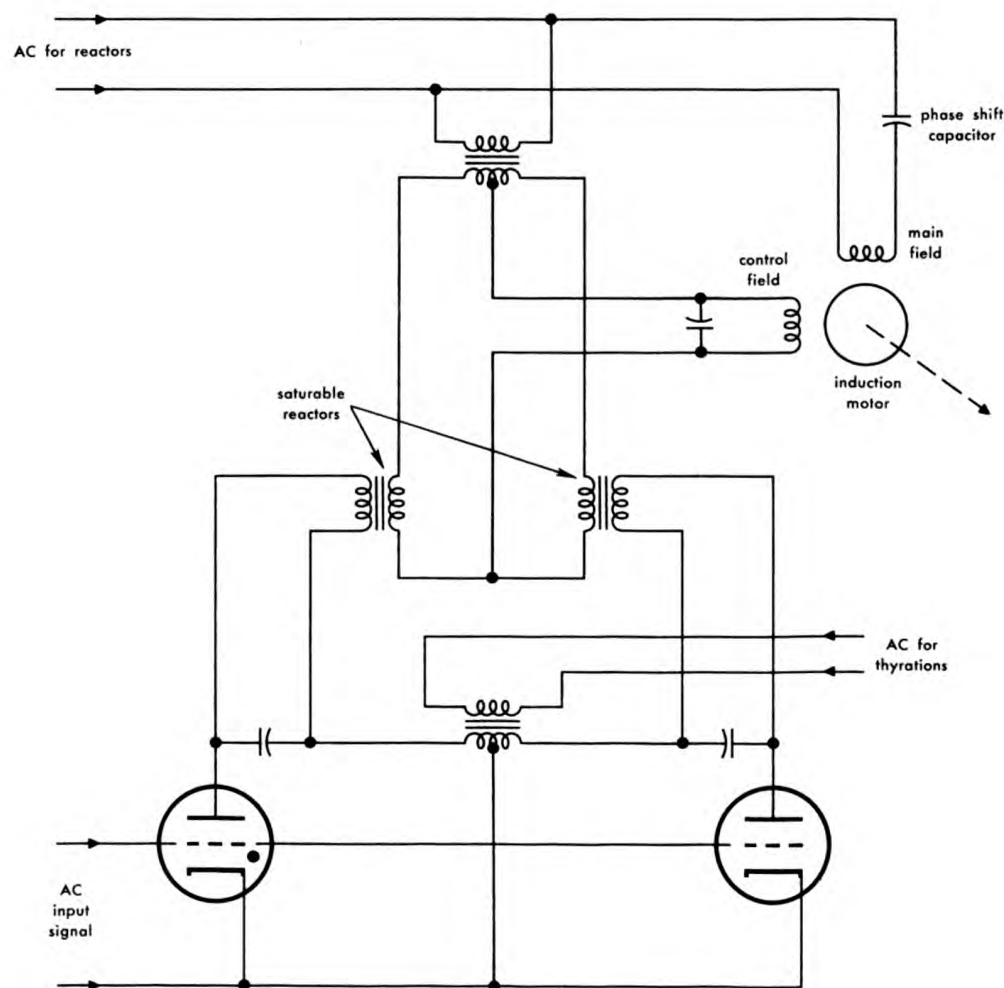 AC for reactors
phase shift
capacitor
main
field
control
field
induction
motor
saturable
reactors
AC for
thyrations
AC
input
signal